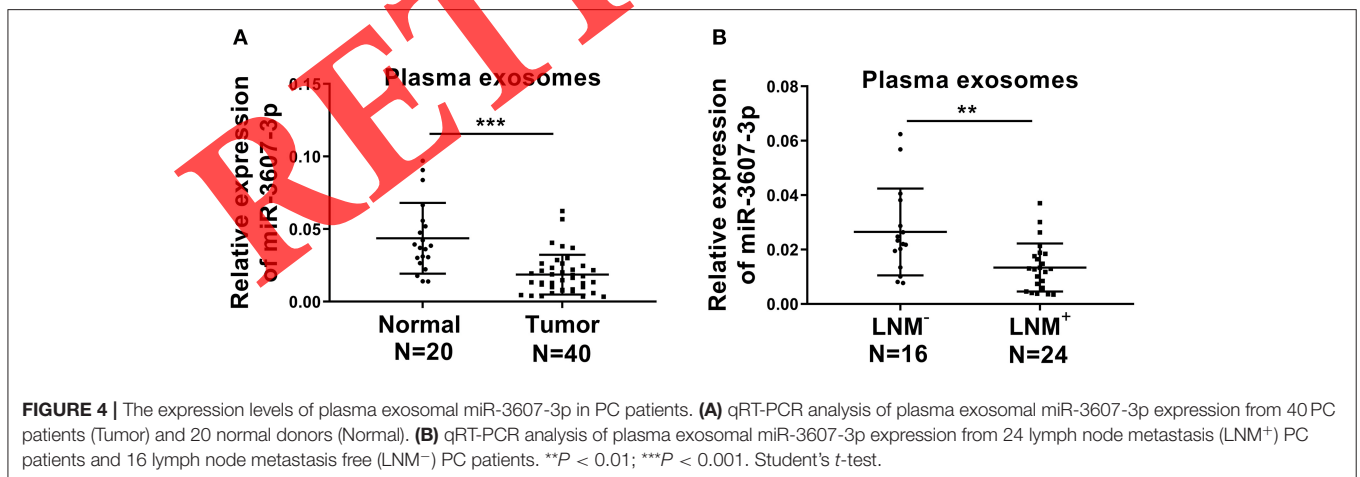 RET
A
Plasma exosomes
Relative expression
of miR-3607-3p
0.15
0.10
0.05
0.00
***
Normal
N=20
Tumor
N=40
B
Plasma exosomes
Relative expression
of miR-3607-3p
0.08
0.06
0.04
0.02
0.00
**
LNM⁻
N=16
LNM⁺
N=24
FIGURE 4 | The expression levels of plasma exosomal miR-3607-3p in PC patients. (A) qRT-PCR analysis of plasma exosomal miR-3607-3p expression from 40 PC
patients (Tumor) and 20 normal donors (Normal). (B) qRT-PCR analysis of plasma exosomal miR-3607-3p expression from 24 lymph node metastasis (LNM⁺) PC
patients and 16 lymph node metastasis free (LNM⁻) PC patients. **P < 0.01; ***P < 0.001. Student's t-test.